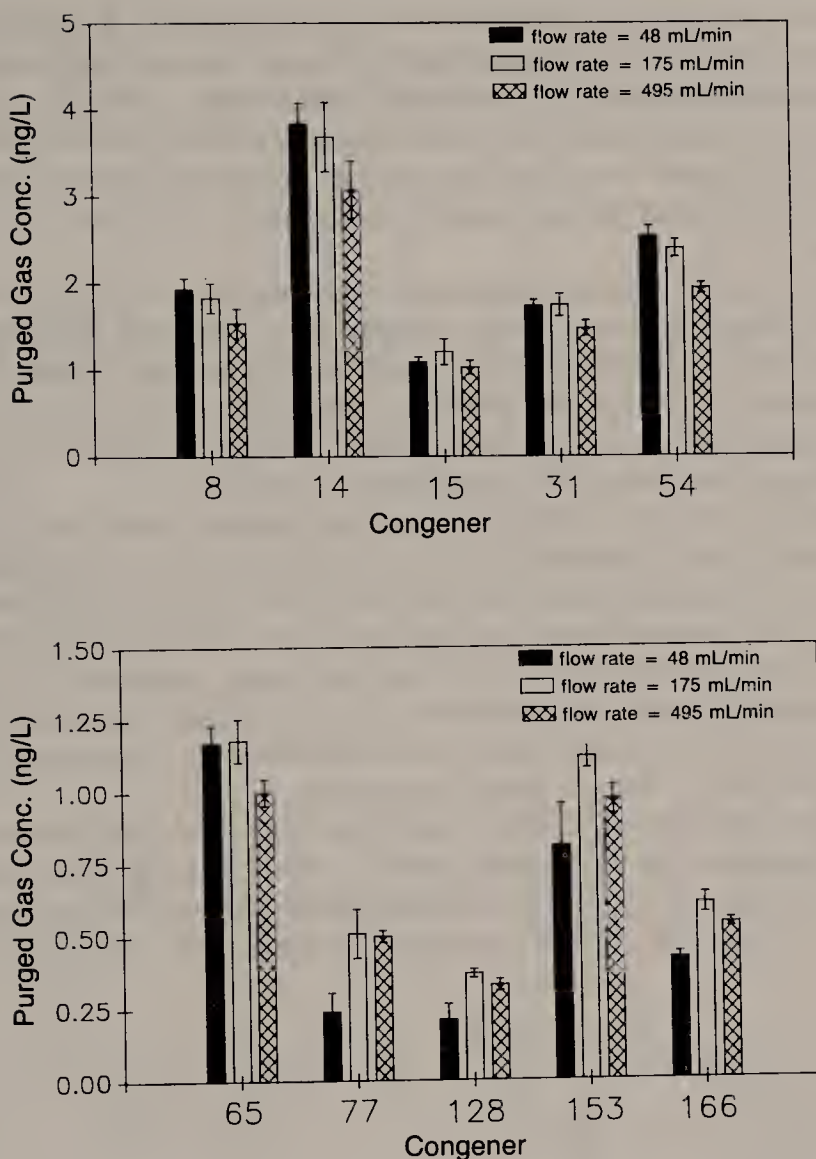 5
4
3
2
1
0
Purged Gas Conc. (ng/L)
flow rate = 48 mL/min
flow rate = 175 mL/min
flow rate = 495 mL/min
8 14 15 31 54
Congener
1.50
1.25
1.00
0.75
0.50
0.25
0.00
Purged Gas Conc. (ng/L)
flow rate = 48 mL/min
flow rate = 175 mL/min
flow rate = 495 mL/min
65 77 128 153 166
Congener